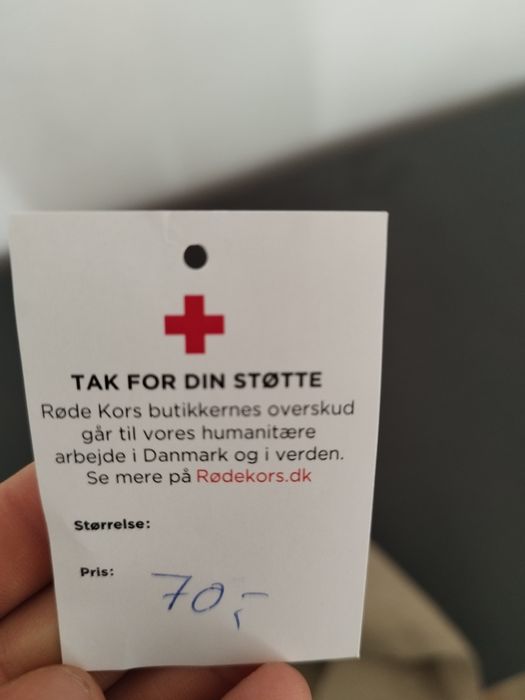 TAK FOR DIN STØTTE
Røde Kors butikkernes overskud
går til vores humanitære
arbejde i Danmark og i verden.
Se mere på Rødekors.dk
Størrelse:
Pris: 70,-